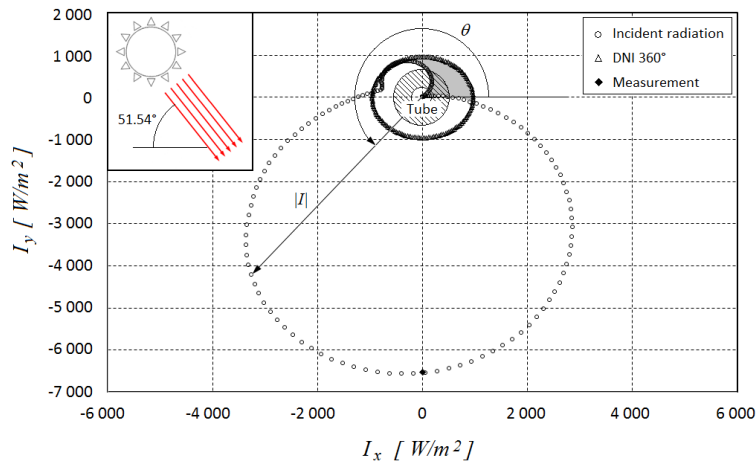 51.54°
θ
Incident radiation
DNI 360°
Measurement
Tube
|I|
2 000
1 000
0
-1 000
-2 000
-3 000
-4 000
-5 000
-6 000
-7 000
I_y [ W/m² ]
-6 000 -4 000 -2 000 0 2 000 4 000 6 000
I_x [ W/m² ]